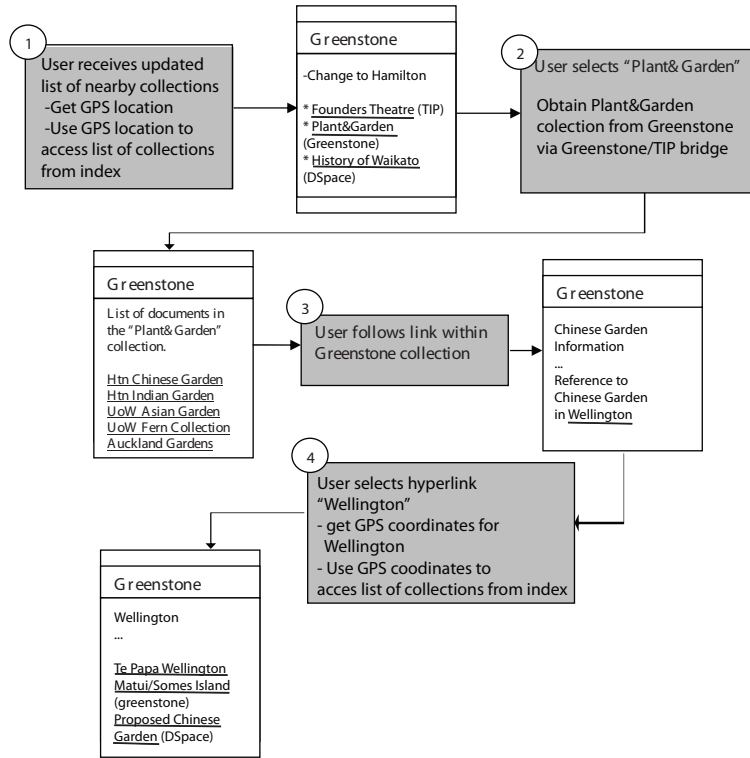 1
User receives updated
list of nearby collections
-Get GPS location
-Use GPS location to
access list of collections
from index
Greenstone
-Change to Hamilton
* Founders Theatre (TIP)
* Plant&Garden
(Greenstone)
* History of Waikato
(DSpace)
2
User selects “Plant& Garden”
Obtain Plant&Garden
colection from Greenstone
via Greenstone/TIP bridge
Greenstone
List of documents in
the “Plant& Garden”
collection.
Htn Chinese Garden
Htn Indian Garden
UoW Asian Garden
UoW Fern Collection
Auckland Gardens
3
User follows link within
Greenstone collection
Greenstone
Chinese Garden
Information
...
Reference to
Chinese Garden
in Wellington
4
User selects hyperlink
“Wellington”
- get GPS coordinates for
Wellington
- Use GPS coodinates to
acces list of collections from index
Greenstone
Wellington
...
Te Papa Wellington
Matui/Somes Island
(greenstone)
Proposed Chinese
Garden (DSpace)